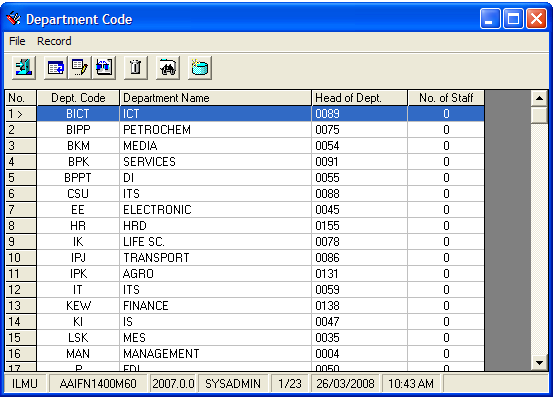 Department Code
File Record
No. Dept. Code Department Name Head of Dept. No. of Staff
1 > BICT ICT 0089 0
2 BIPP PETROCHEM 0075 0
3 BKM MEDIA 0054 0
4 BPK SERVICES 0091 0
5 BPPT DI 0055 0
6 CSU ITS 0088 0
7 EE ELECTRONIC 0045 0
8 HR HRD 0155 0
9 IK LIFE SC. 0078 0
10 IPJ TRANSPORT 0086 0
11 IPK AGRO 0131 0
12 IT ITS 0059 0
13 KEW FINANCE 0138 0
14 KI IS 0047 0
15 LSK MES 0035 0
16 MAN MANAGEMENT 0004 0
17 P EDI 0050 0
ILMU AAIFN1400M60 2007.0.0 SYSADMIN 1/23 26/03/2008 10:43 AM